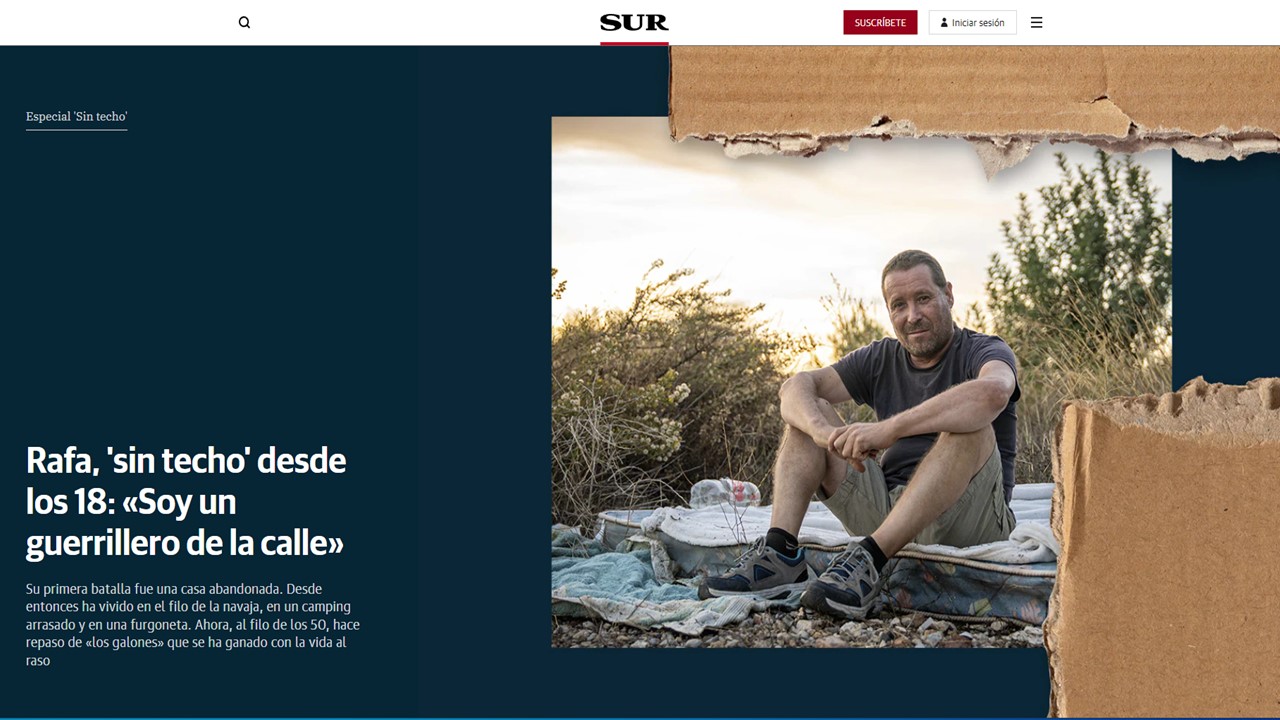 SUR
SUSCRÍBETE
Iniciar sesión
Especial 'Sin techo'
Rafa, 'sin techo' desde
los 18: «Soy un
guerrillero de la calle»
Su primera batalla fue una casa abandonada. Desde
entonces ha vivido en el filo de la navaja, en un camping
arrasado y en una furgoneta. Ahora, al filo de los 50, hace
repaso de «los galones» que se ha ganado con la vida al
raso